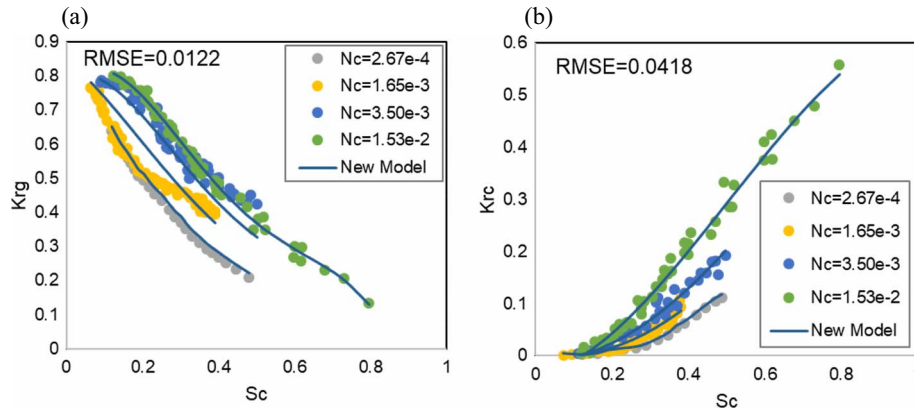 (a)
RMSE=0.0122
Nc=2.67e-4
Nc=1.65e-3
Nc=3.50e-3
Nc=1.53e-2
New Model
Krg
0.9
0.8
0.7
0.6
0.5
0.4
0.3
0.2
0.1
0
0 0.2 0.4 0.6 0.8 1
Sc
(b)
RMSE=0.0418
Nc=2.67e-4
Nc=1.65e-3
Nc=3.50e-3
Nc=1.53e-2
New Model
Krc
0.6
0.5
0.4
0.3
0.2
0.1
0
0 0.2 0.4 0.6 0.8
Sc